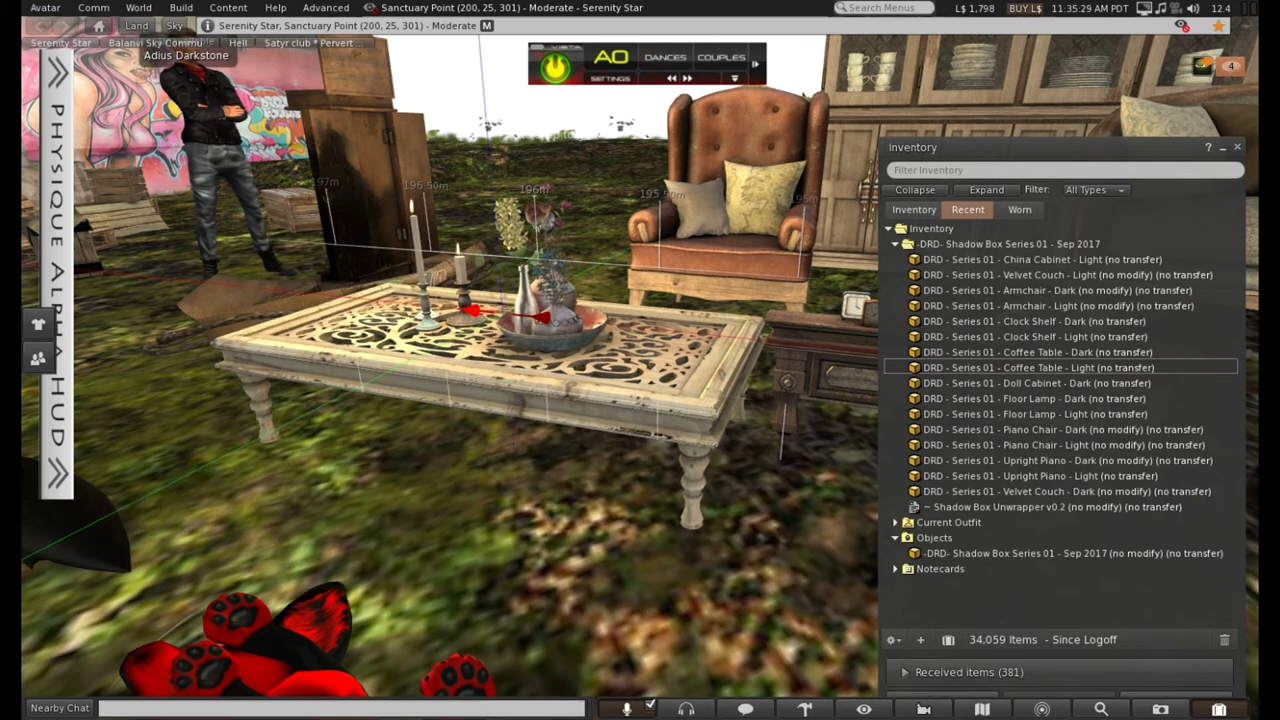 Avatar Comm World Build Content Help Advanced Sanctuary Point (200, 25, 301) - Moderate - Serenity Star Search Menus L$ 1,798 BUY L$ 11:35:29 AM PDT 12.4
Land Sky Serenity Star, Sanctuary Point (200, 25, 301) - Moderate M
Serenity Star Balanvi Sky Commu Hell Satyr club * Pervert ...
Adius Darkstone
VISTA AO DANCES COUPLES
SETTINGS
4
PHYSIQUE ALPHA HUD
197m 196.50m 196m 195.50m 195m
Inventory ?
Filter Inventory
Collapse Expand Filter: All Types
Inventory Recent Worn
Inventory
-DRD- Shadow Box Series 01 - Sep 2017
DRD - Series 01 - China Cabinet - Light (no transfer)
DRD - Series 01 - Velvet Couch - Light (no modify) (no transfer)
DRD - Series 01 - Armchair - Dark (no modify) (no transfer)
DRD - Series 01 - Armchair - Light (no modify) (no transfer)
DRD - Series 01 - Clock Shelf - Dark (no transfer)
DRD - Series 01 - Clock Shelf - Light (no transfer)
DRD - Series 01 - Coffee Table - Dark (no transfer)
DRD - Series 01 - Coffee Table - Light (no transfer)
DRD - Series 01 - Doll Cabinet - Dark (no transfer)
DRD - Series 01 - Floor Lamp - Dark (no transfer)
DRD - Series 01 - Floor Lamp - Light (no transfer)
DRD - Series 01 - Piano Chair - Dark (no modify) (no transfer)
DRD - Series 01 - Piano Chair - Light (no modify) (no transfer)
DRD - Series 01 - Upright Piano - Dark (no modify) (no transfer)
DRD - Series 01 - Upright Piano - Light (no transfer)
DRD - Series 01 - Velvet Couch - Dark (no modify) (no transfer)
~ Shadow Box Unwrapper v0.2 (no modify) (no transfer)
Current Outfit
Objects
-DRD- Shadow Box Series 01 - Sep 2017 (no modify) (no transfer)
Notecards
34,059 Items - Since Logoff
Received items (381)
Nearby Chat